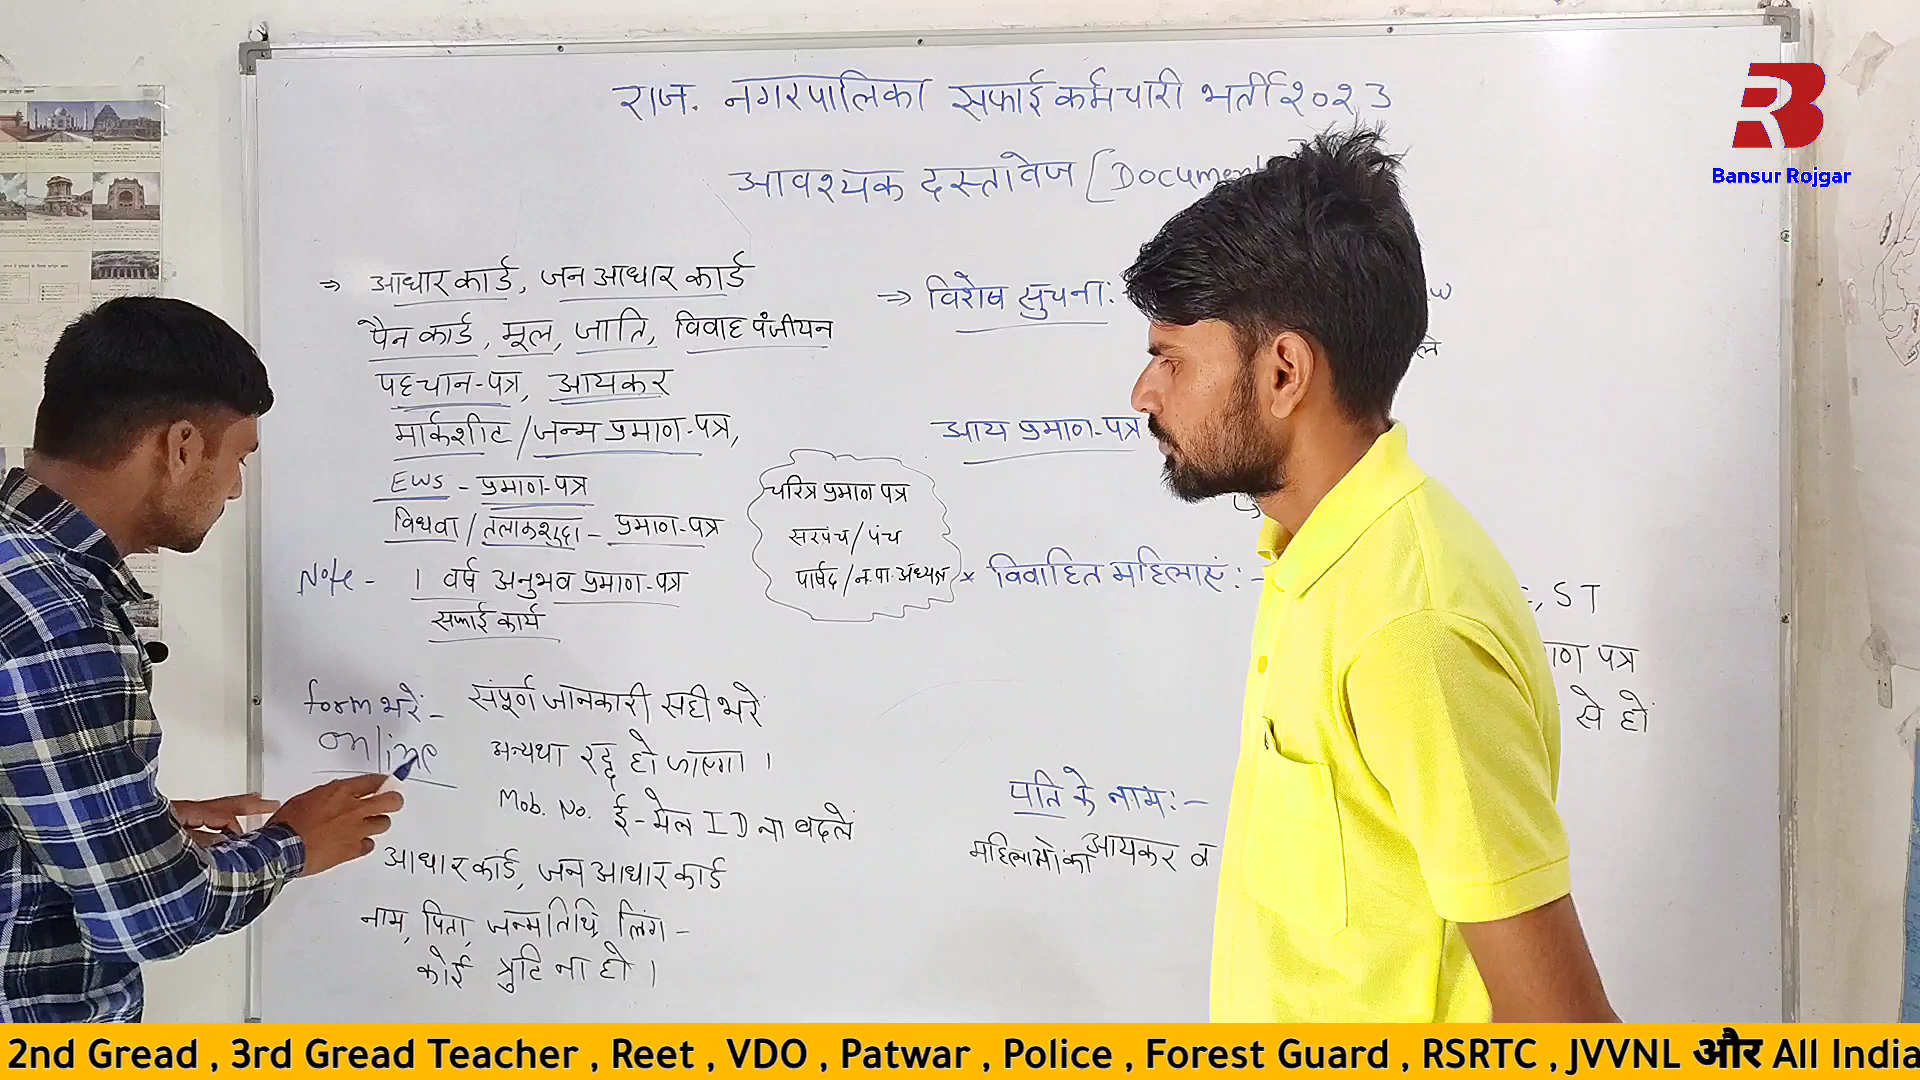 राज. नगरपालिका सफाई कर्मचारी भर्ती २०२३
आवश्यक दस्तावेज (Document
⇒ आधार कार्ड, जन आधार कार्ड
पैन कार्ड, मूल, जाति, विवाह पंजीयन
पहचान-पत्र, आयकर
मार्कशीट/जन्म प्रमाण-पत्र,
EWS - प्रमाण-पत्र
विधवा/तलाकशुदा - प्रमाण-पत्र
Note - 1 वर्ष अनुभव प्रमाण-पत्र
सफाई कार्य
चरित्र प्रमाण पत्र
सरपंच/पंच
पार्षद/न.पा. अध्यक्ष
form भरें - संपूर्ण जानकारी सही भरें
online अन्यथा रद्द हो जाएगा ।
Mob. No. ई-मेल ID ना बदलें
आधार कार्ड, जन आधार कार्ड
नाम, पिता, जन्मतिथि, लिंग -
कोई त्रुटि ना हो ।
⇒ विशेष सुचना:
आय प्रमाण-पत्र
× विवाहित महिलाएं :-
, ST
पत्र
से हो
पति के नाम :-
महिलाओं का आयकर व
Bansur Rojgar
2nd Gread , 3rd Gread Teacher , Reet , VDO , Patwar , Police , Forest Guard , RSRTC , JVVNL और All India